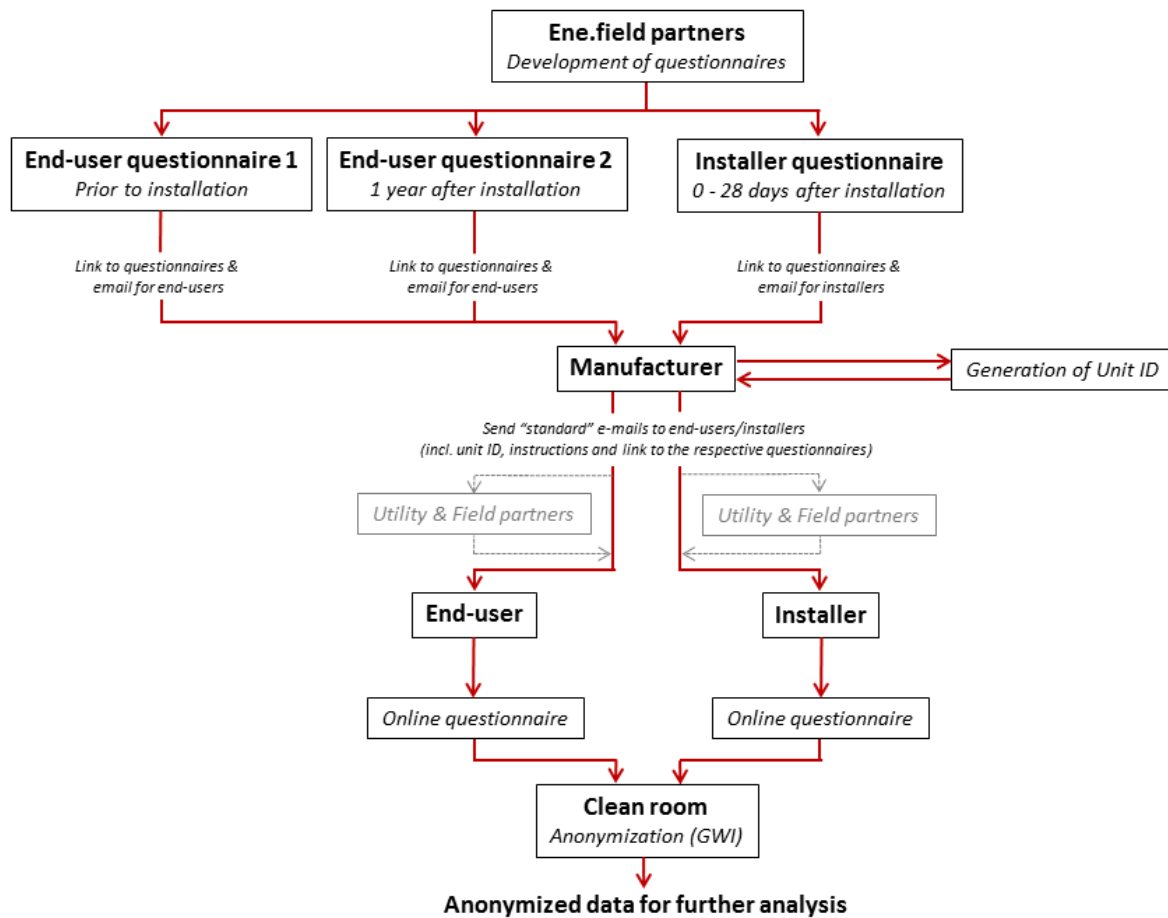 Ene.field partners
Development of questionnaires
End-user questionnaire 1
Prior to installation
End-user questionnaire 2
1 year after installation
Installer questionnaire
0 - 28 days after installation
Link to questionnaires &
email for end-users
Link to questionnaires &
email for end-users
Link to questionnaires &
email for installers
Manufacturer
Generation of Unit ID
Send “standard” e-mails to end-users/installers
(incl. unit ID, instructions and link to the respective questionnaires)
Utility & Field partners
Utility & Field partners
End-user
Installer
Online questionnaire
Online questionnaire
Clean room
Anonymization (GWI)
Anonymized data for further analysis